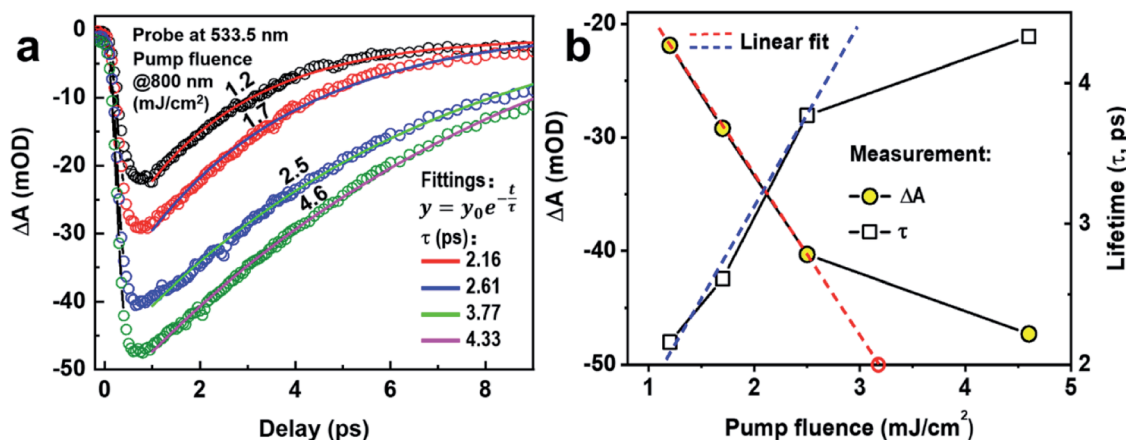 a
Probe at 533.5 nm
Pump fluence
@800 nm
(mJ/cm²)
1.2
1.7
2.5
4.6
Fittings:
y = y₀e^{-t/τ}
τ (ps):
2.16
2.61
3.77
4.33
0
-10
-20
-30
-40
-50
ΔA (mOD)
0 2 4 6 8
Delay (ps)
b
Linear fit
Measurement:
ΔA
τ
-20
-30
-40
-50
ΔA (mOD)
4
3
2
Lifetime (τ, ps)
1 2 3 4 5
Pump fluence (mJ/cm²)